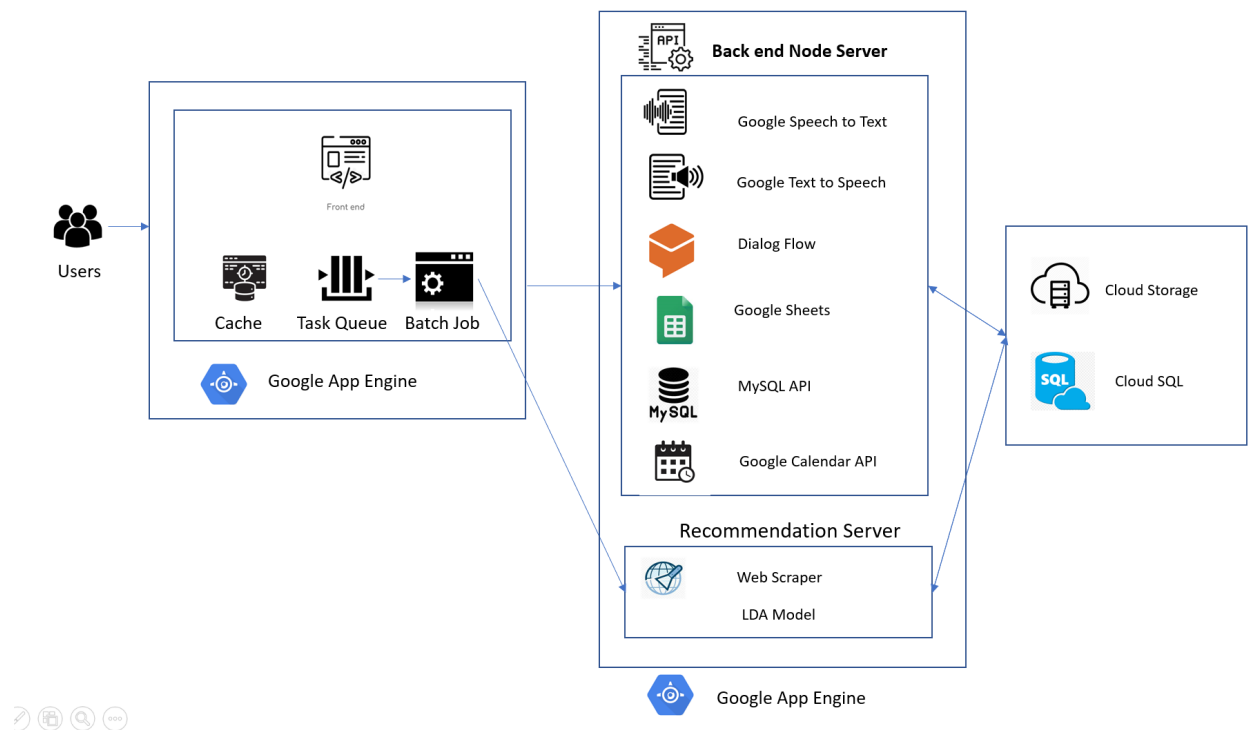 API
Back end Node Server
Google Speech to Text
Google Text to Speech
Front end
Dialog Flow
Users
Cloud Storage
Google Sheets
Cache
Task Queue
Batch Job
Google App Engine
SQL
Cloud SQL
MySQL
MySQL API
Google Calendar API
Recommendation Server
Web Scraper
LDA Model
Google App Engine